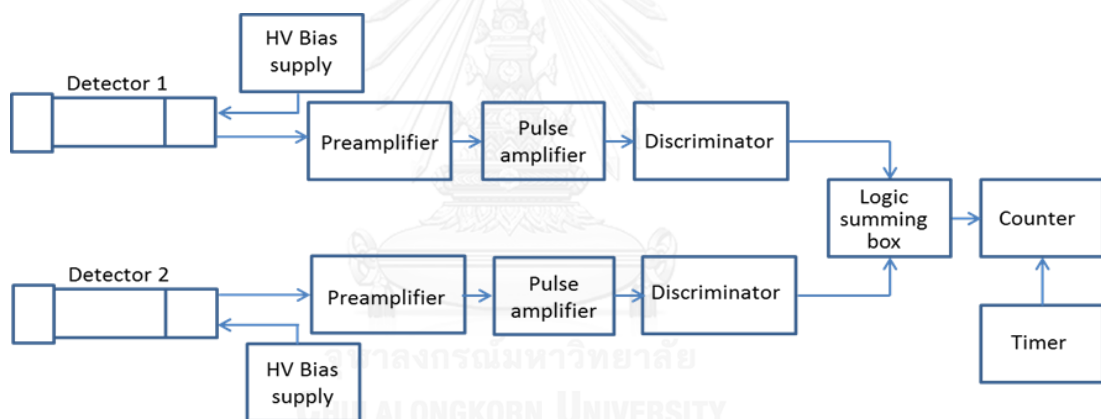 HV Bias
supply
Detector 1
Preamplifier
Pulse
amplifier
Discriminator
Logic
summing
box
Counter
Detector 2
Preamplifier
Pulse
amplifier
Discriminator
Timer
HV Bias
supply
จุฬาลงกรณ์มหาวิทยาลัย
CHULALONGKORN UNIVERSITY